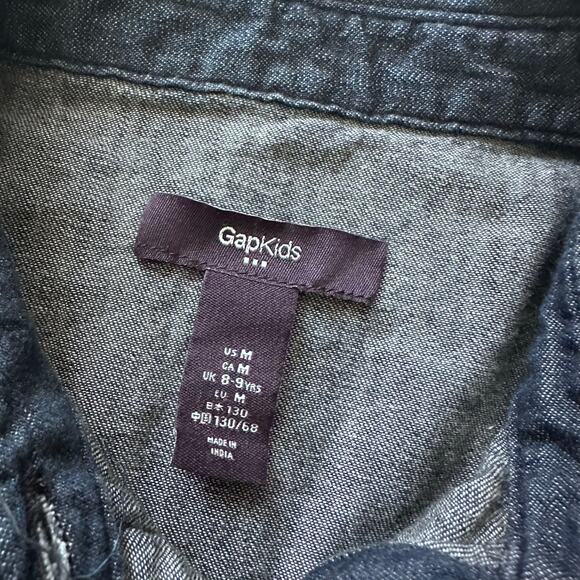 GapKids
US M
CA M
UK 8-9YRS
EU M
日本 130
中国 130/68
MADE IN
INDIA